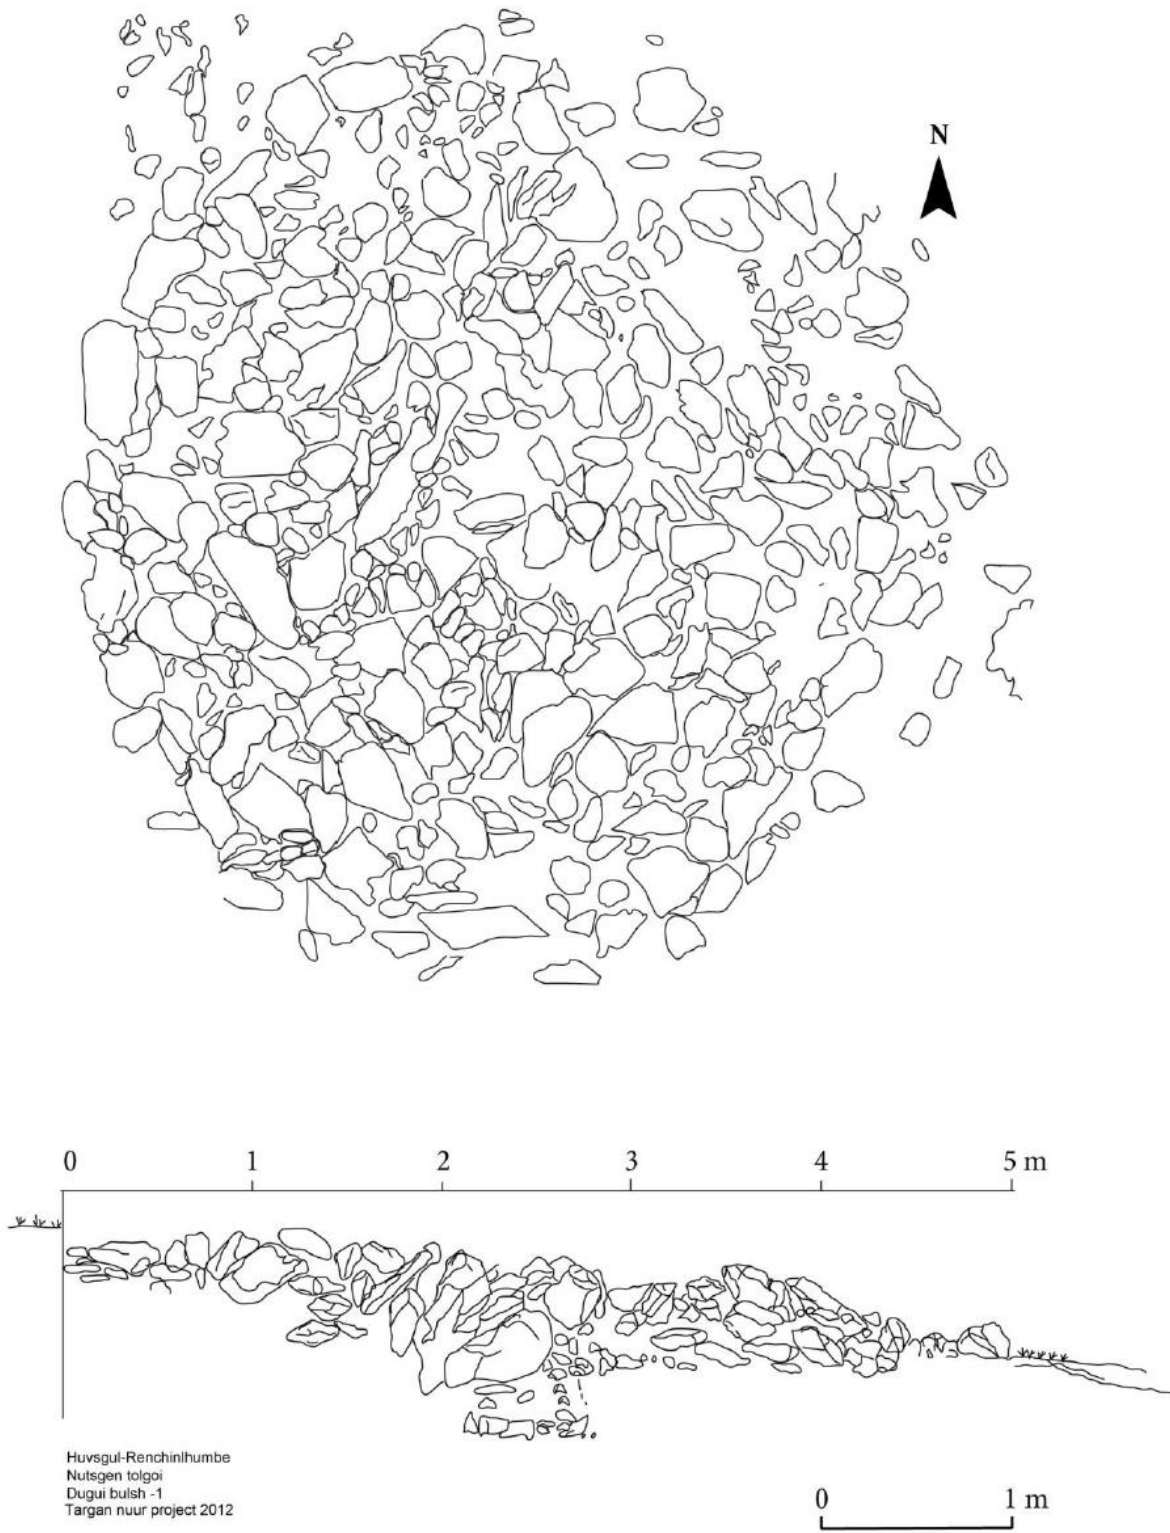 N
0 1 2 3 4 5 m
Huvsgul-Renchinlhumbe
Nutsgen tolgoi
Dugui bulsh -1
Targan nuur project 2012
0 1 m